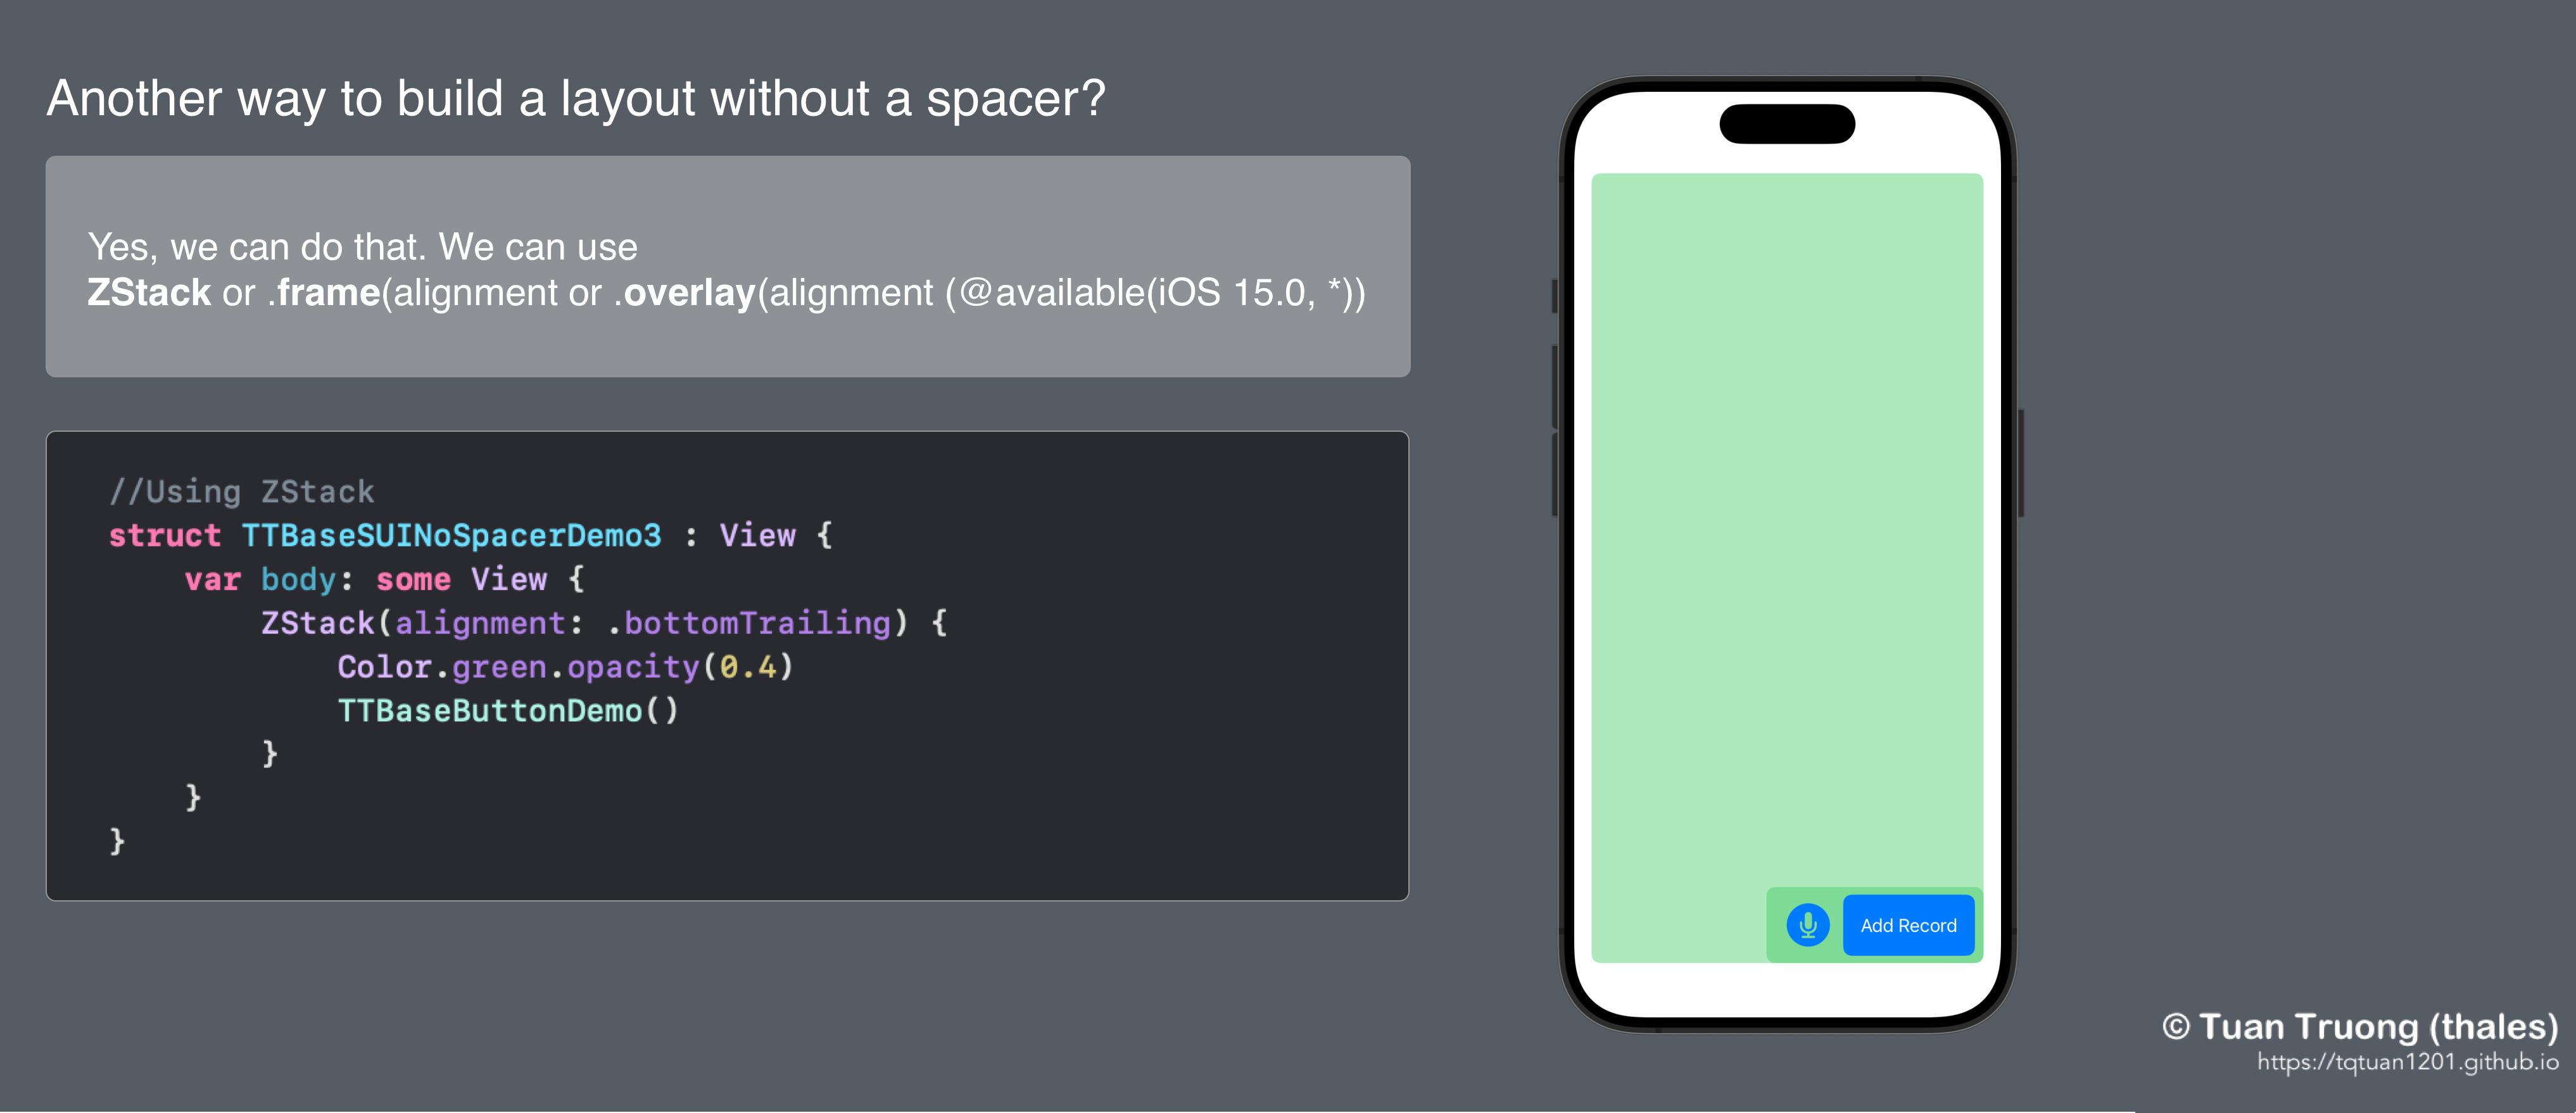 Another way to build a layout without a spacer?
Yes, we can do that. We can use
ZStack or .frame(alignment or .overlay(alignment (@available(iOS 15.0, *))
//Using ZStack
struct TTBaseSUINoSpacerDemo3 : View {
    var body: some View {
        ZStack(alignment: .bottomTrailing) {
            Color.green.opacity(0.4)
            TTBaseButtonDemo()
        }
    }
}
Add Record
© Tuan Truong (thales)
https://tqtuan1201.github.io